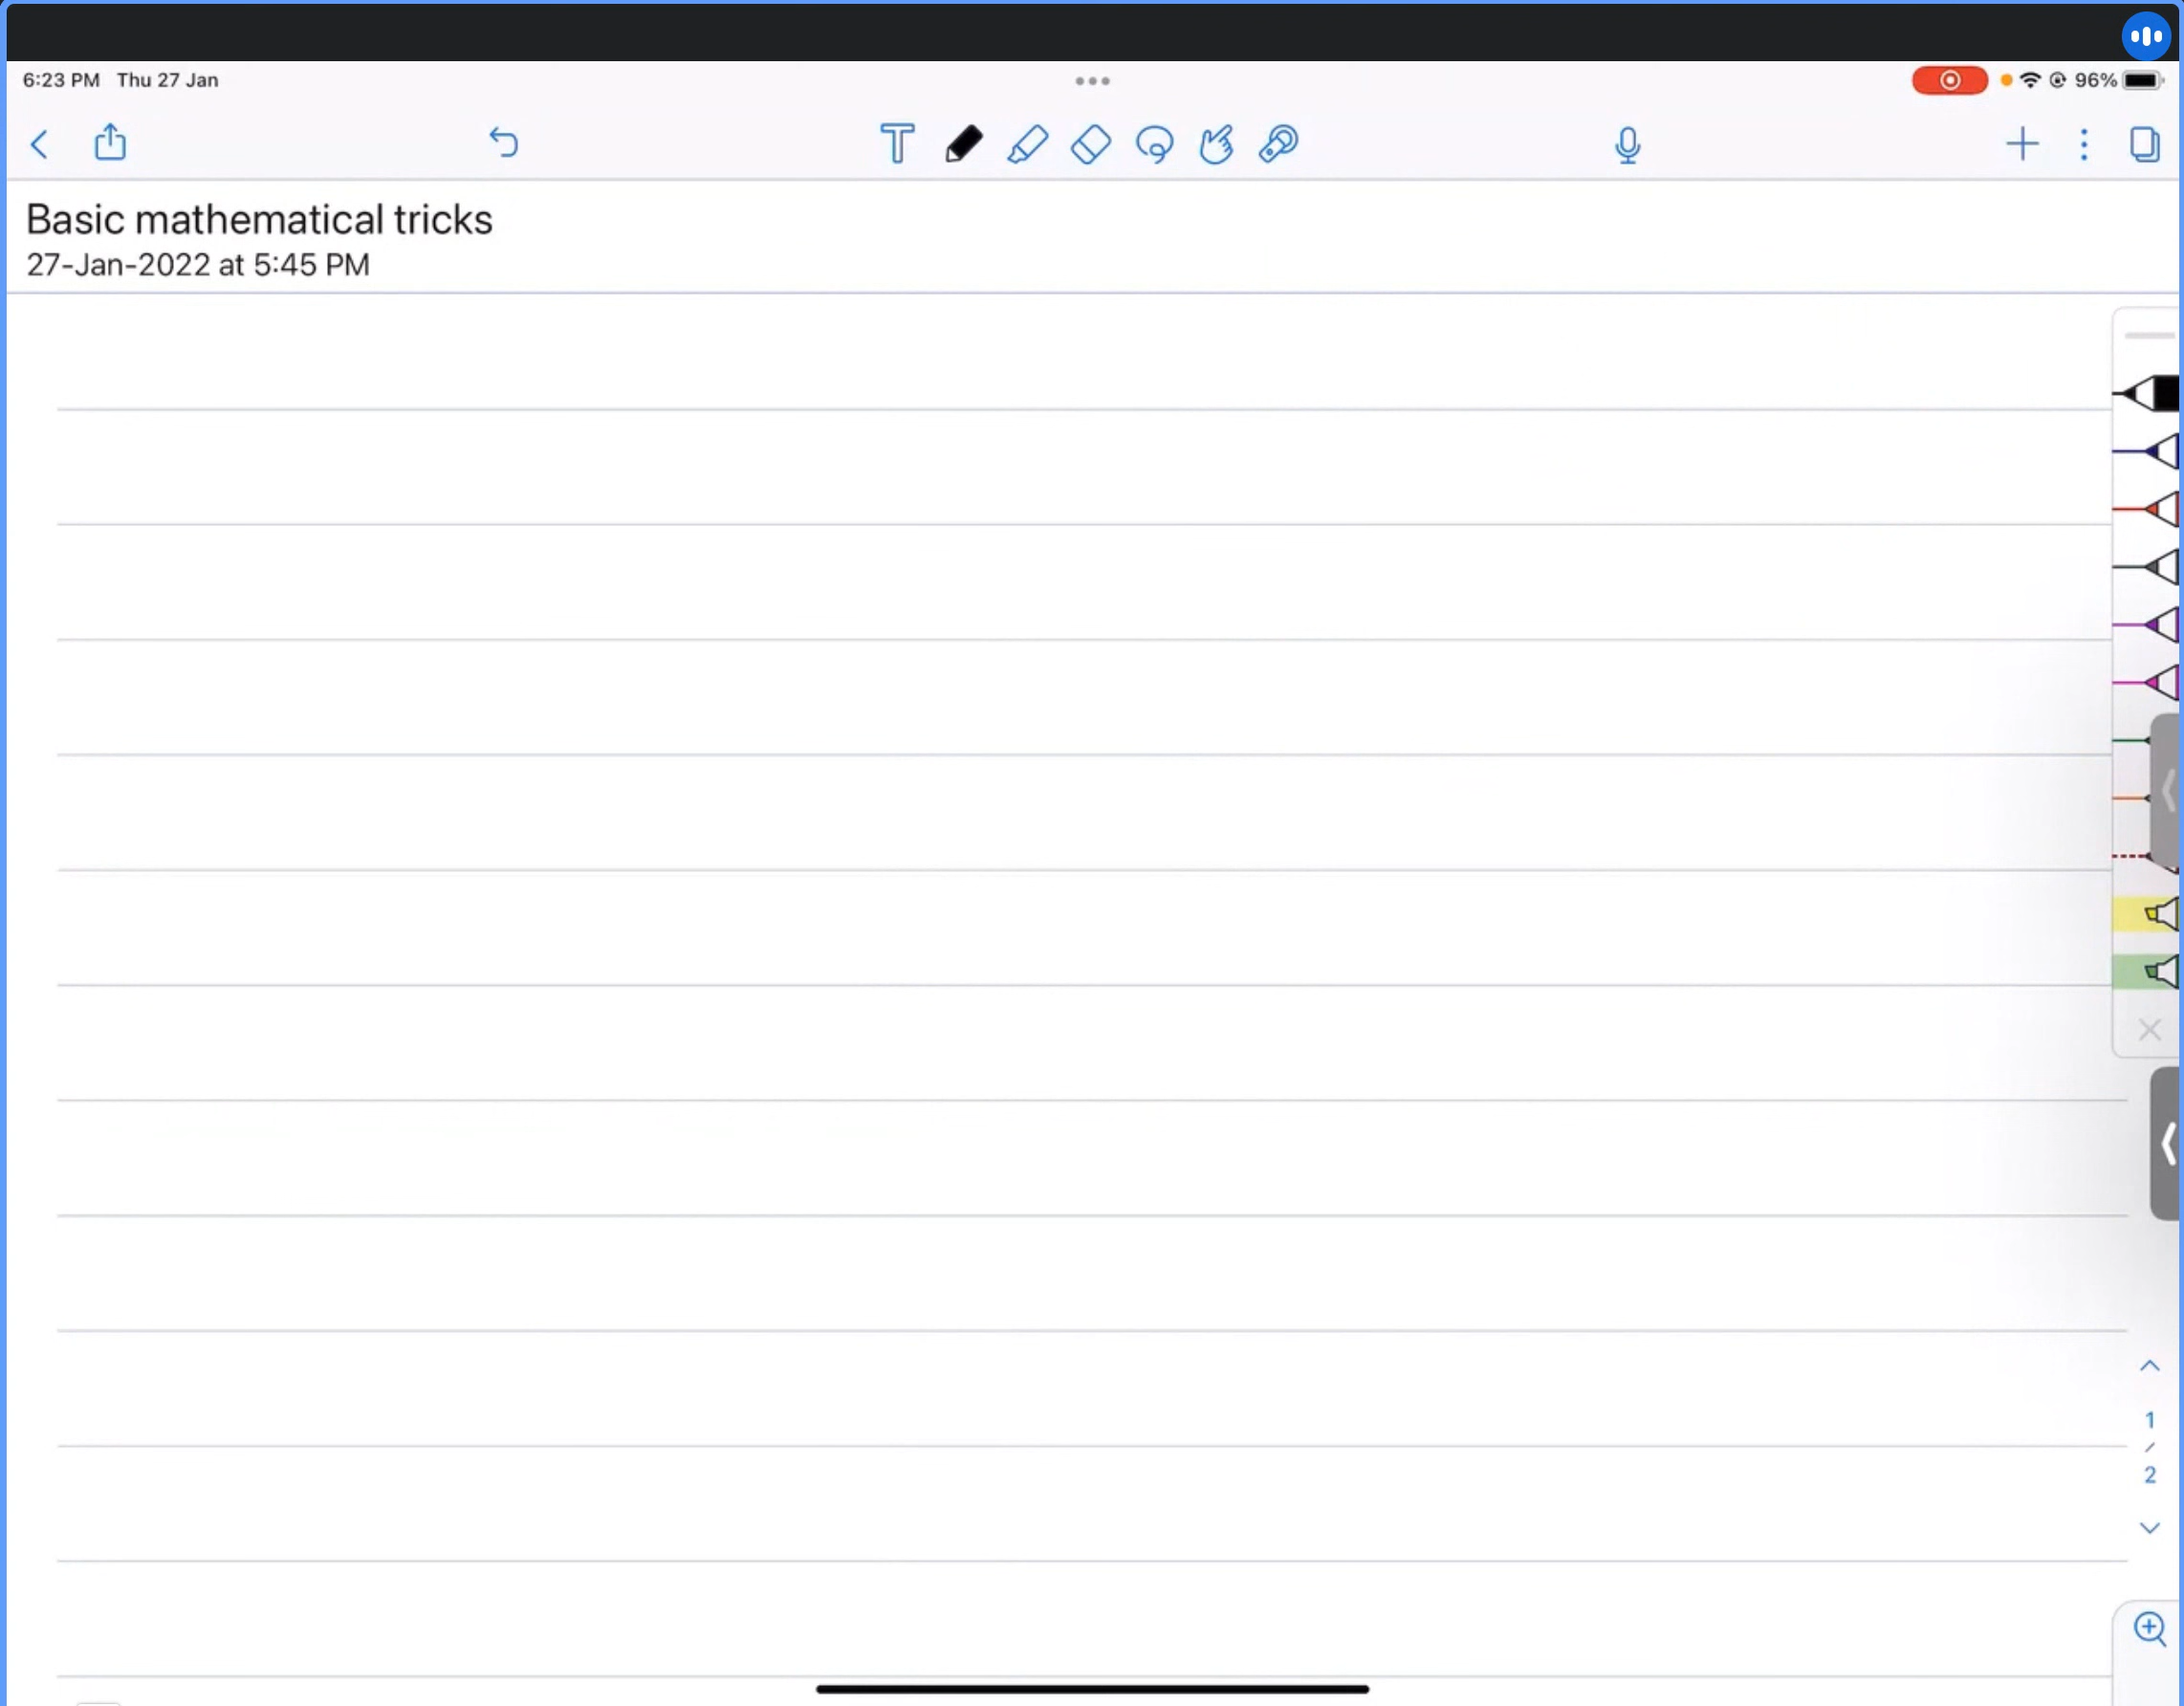 6:23 PM Thu 27 Jan
96%
T
Basic mathematical tricks
27-Jan-2022 at 5:45 PM
1
/
2